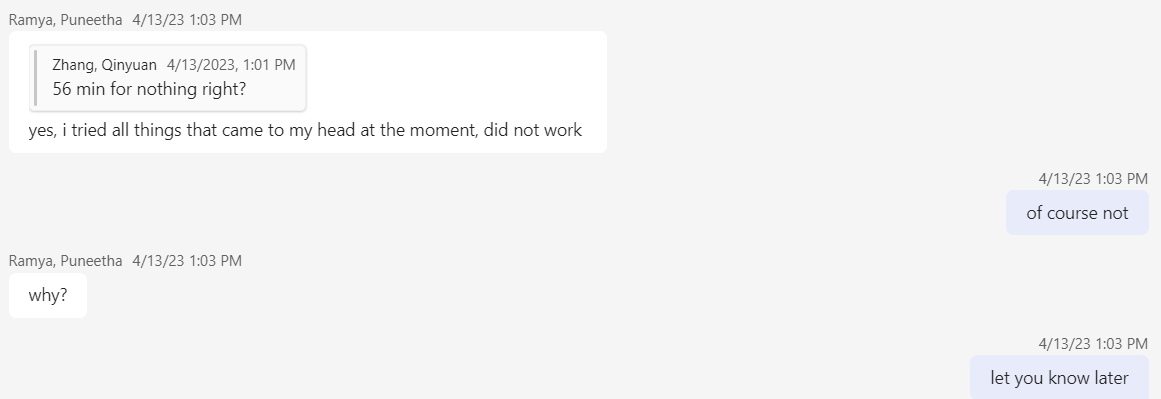 Ramya, Puneetha 4/13/23 1:03 PM
Zhang, Qinyuan 4/13/2023, 1:01 PM
56 min for nothing right?
yes, i tried all things that came to my head at the moment, did not work
4/13/23 1:03 PM
of course not
Ramya, Puneetha 4/13/23 1:03 PM
why?
4/13/23 1:03 PM
let you know later